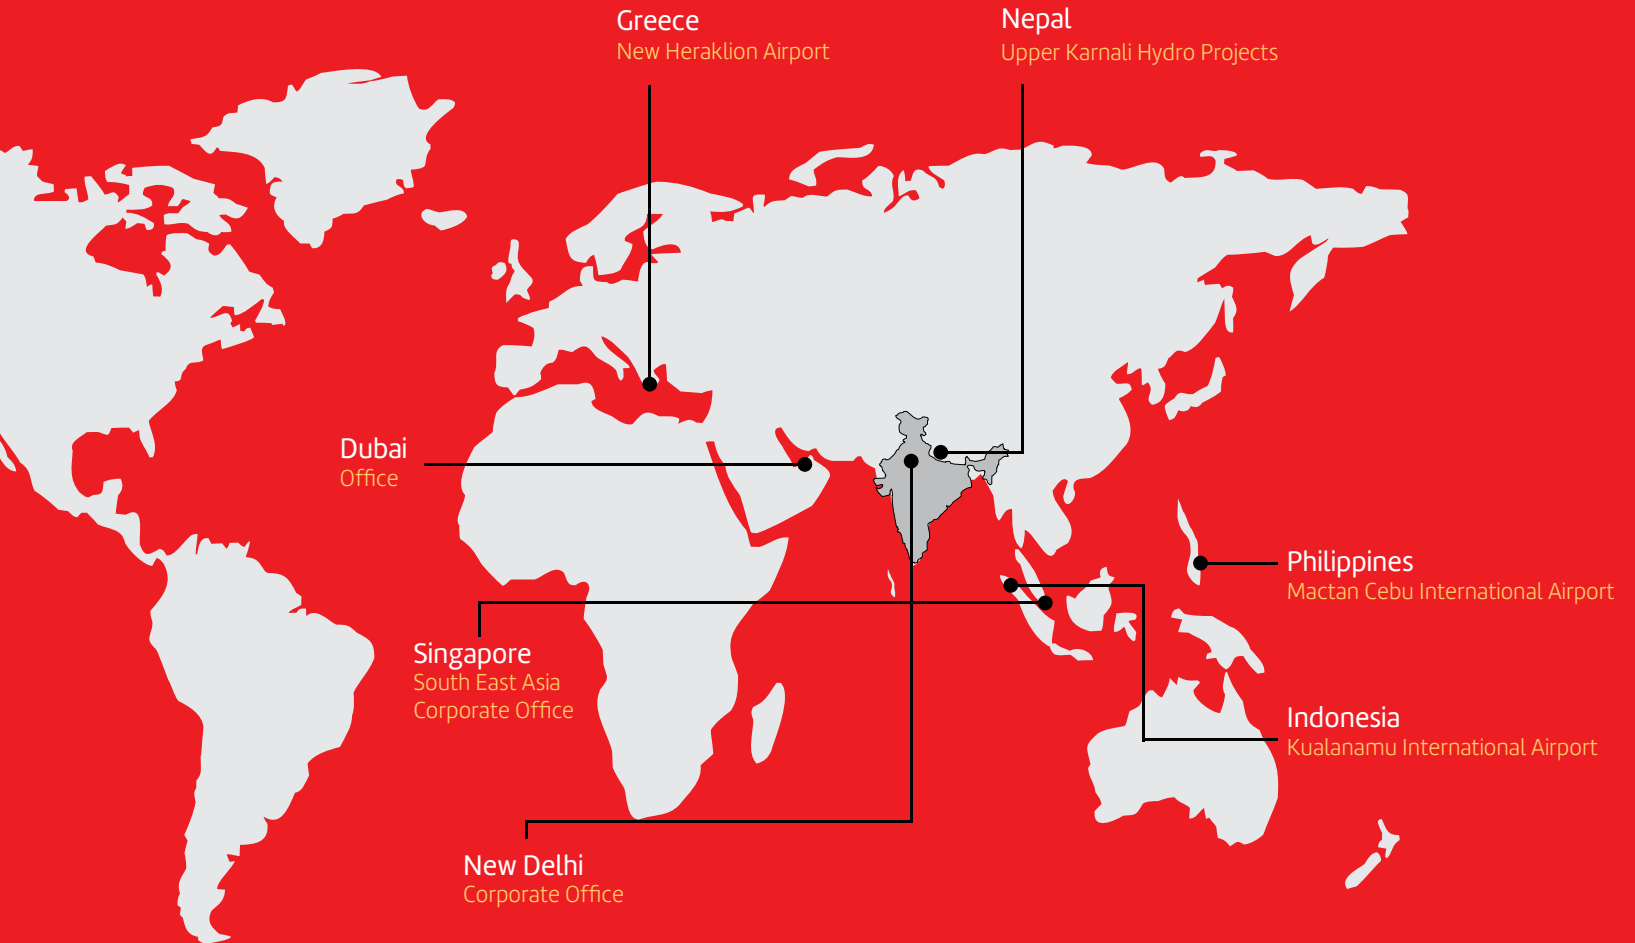 Greece
New Heraklion Airport
Nepal
Upper Karnali Hydro Projects
Dubai
Office
Philippines
Mactan Cebu International Airport
Singapore
South East Asia
Corporate Office
Indonesia
Kualanamu International Airport
New Delhi
Corporate Office